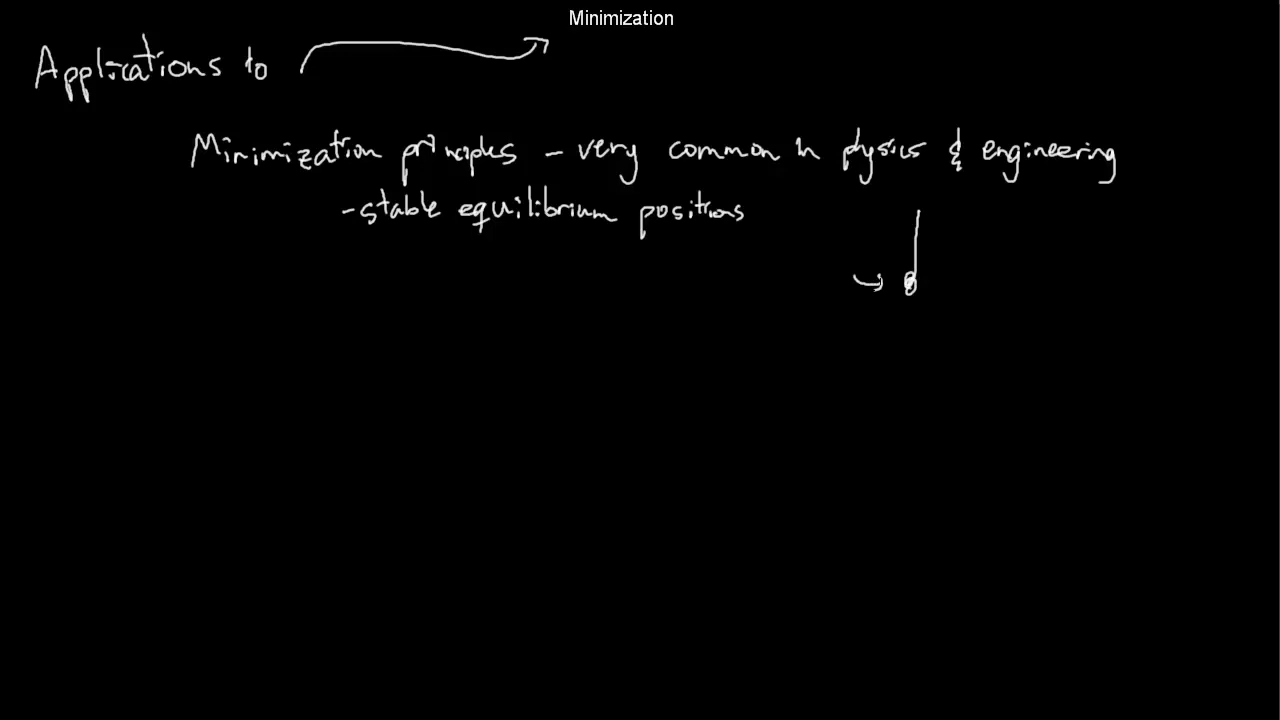 Minimization
Applications to
Minimization principles - very common in physics & engineering
- stable equilibrium positions